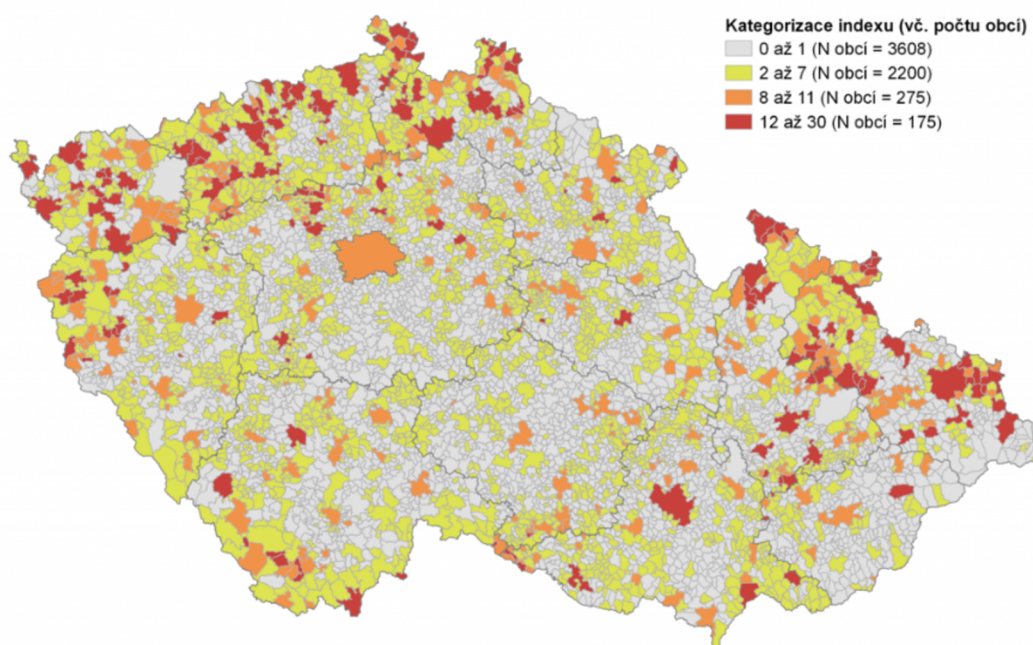 Kategorizace indexu (vč. počtu obcí)
0 až 1 (N obcí = 3608)
2 až 7 (N obcí = 2200)
8 až 11 (N obcí = 275)
12 až 30 (N obcí = 175)